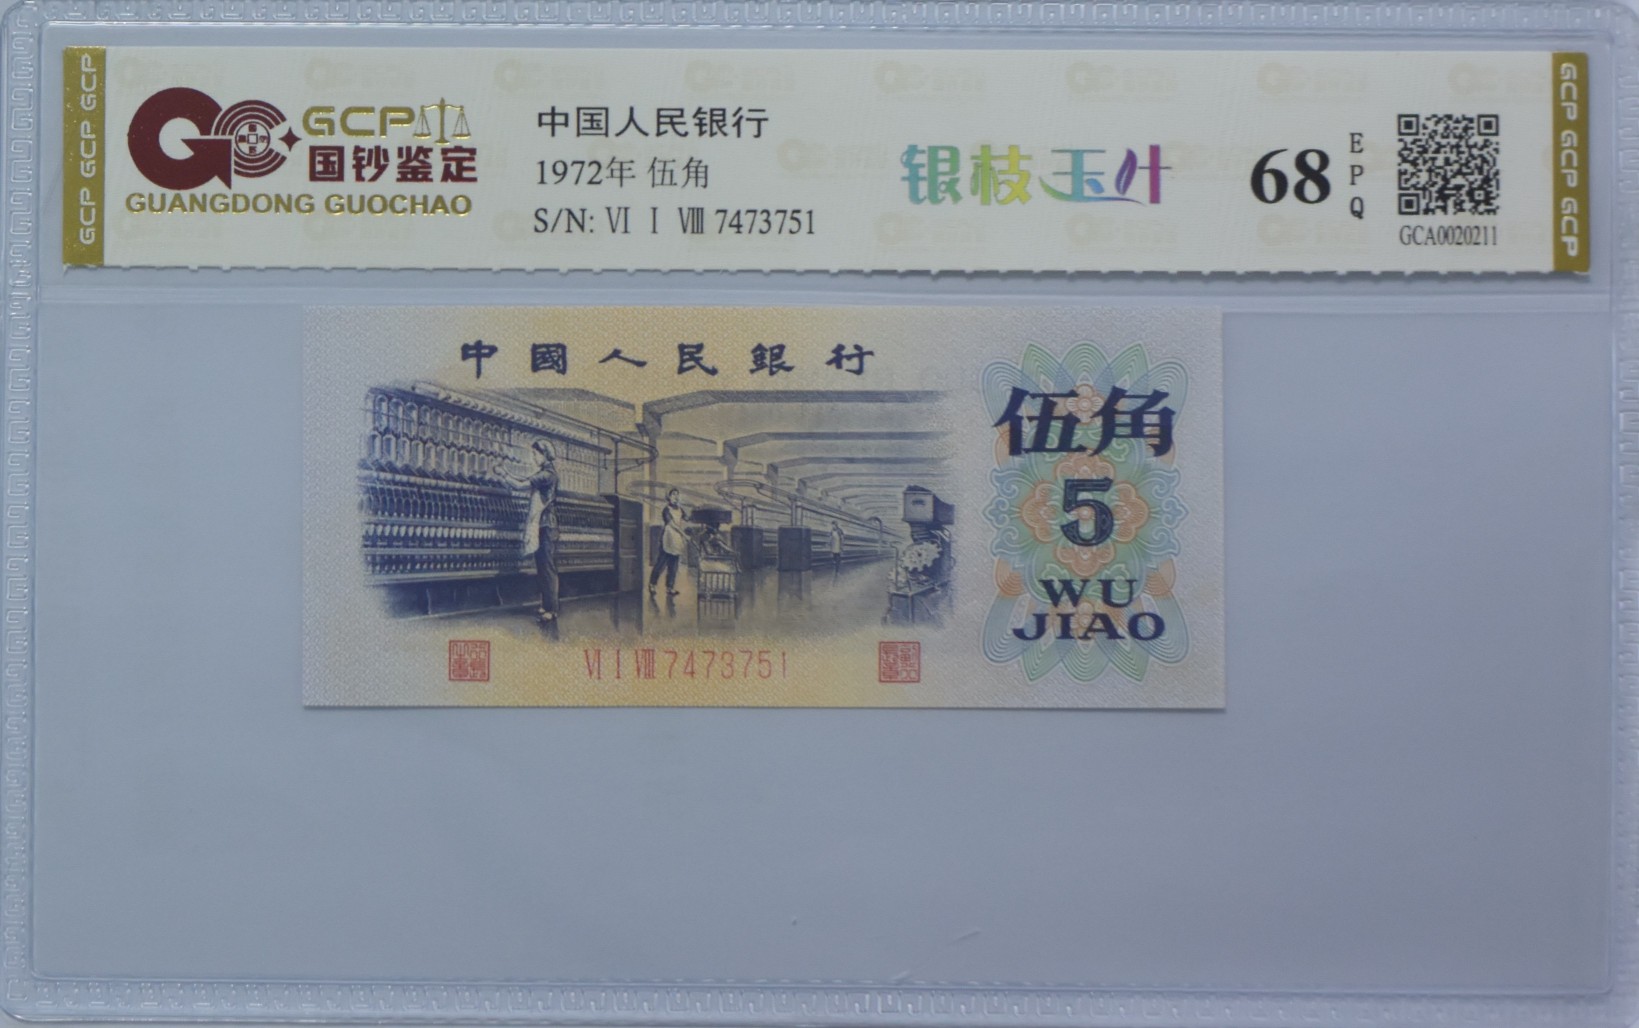 GCP GCP GCP
GCP
国钞鉴定
GUANGDONG GUOCHAO
中国人民银行
1972年 伍角
S/N: Ⅵ Ⅰ Ⅷ 7473751
银枝玉叶
68
EPQ
GCA0020211
GCP GCP GCP GCP
中國人民銀行
伍角
5
WU
JIAO
Ⅵ Ⅰ Ⅷ 7473751